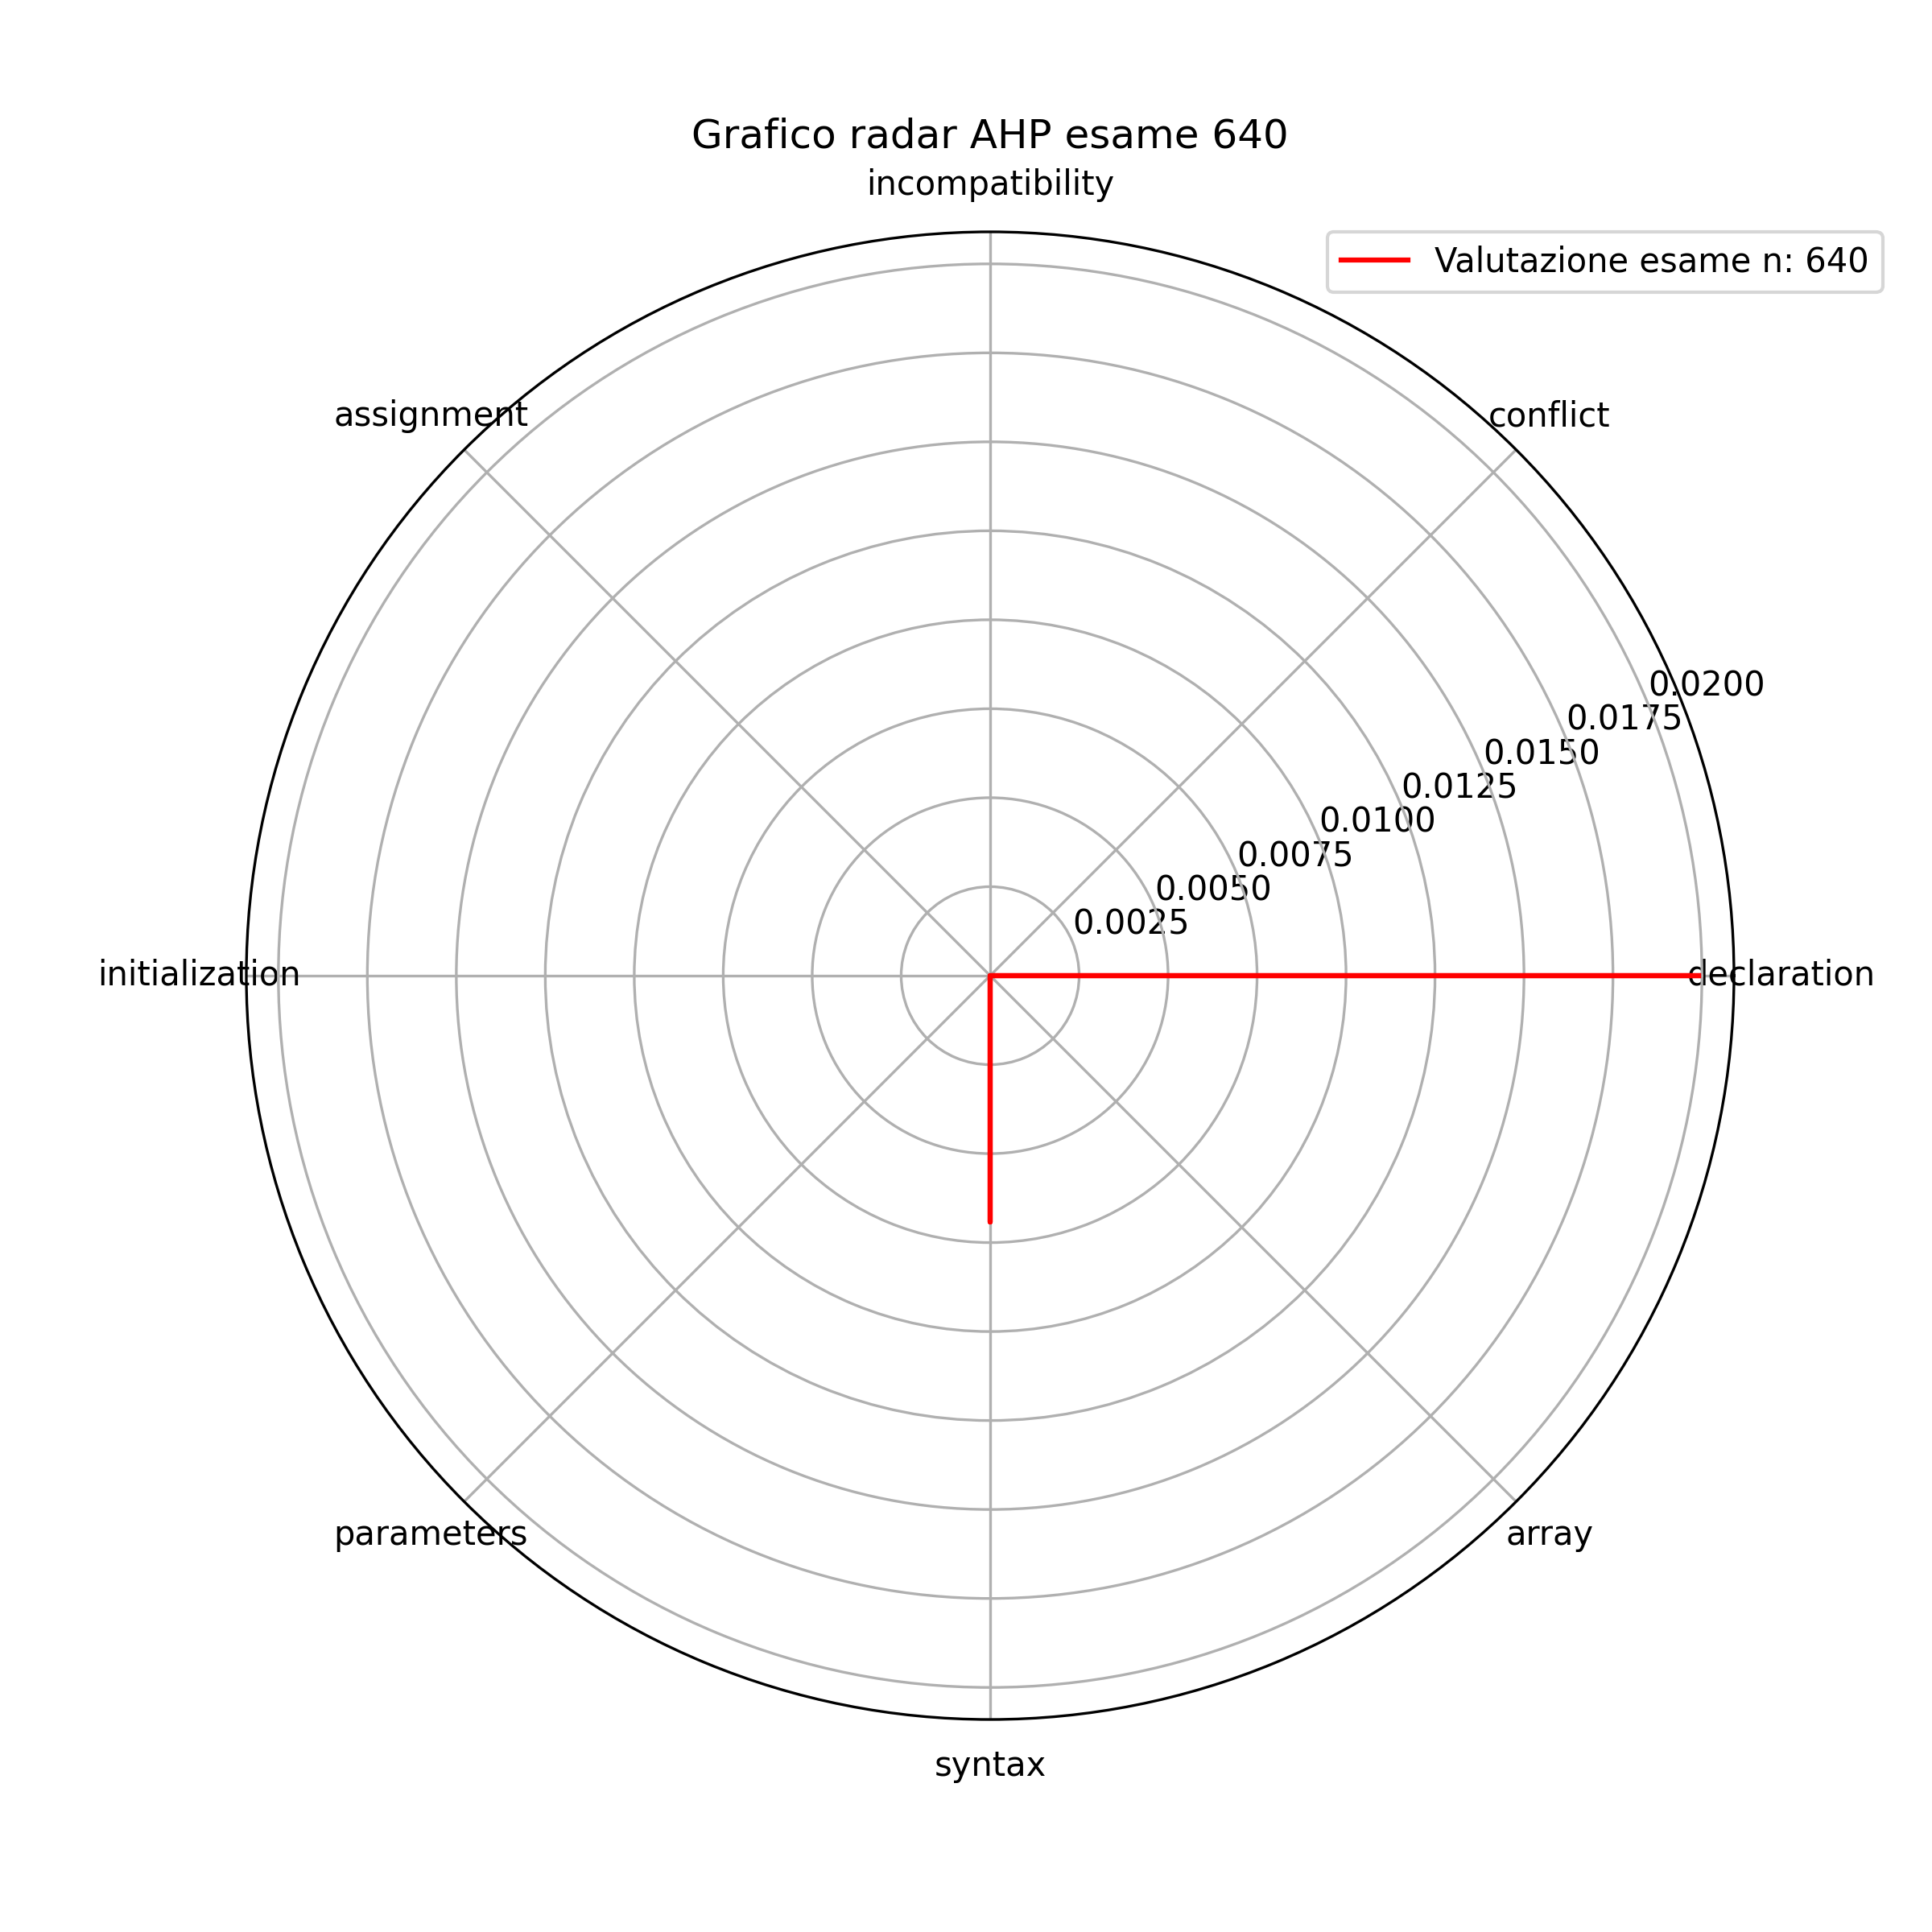 Grafico radar AHP esame 640
incompatibility
Valutazione esame n: 640
assignment
conflict
0.0200
0.0175
0.0150
0.0125
0.0100
0.0075
0.0050
0.0025
initialization
declaration
parameters
array
syntax